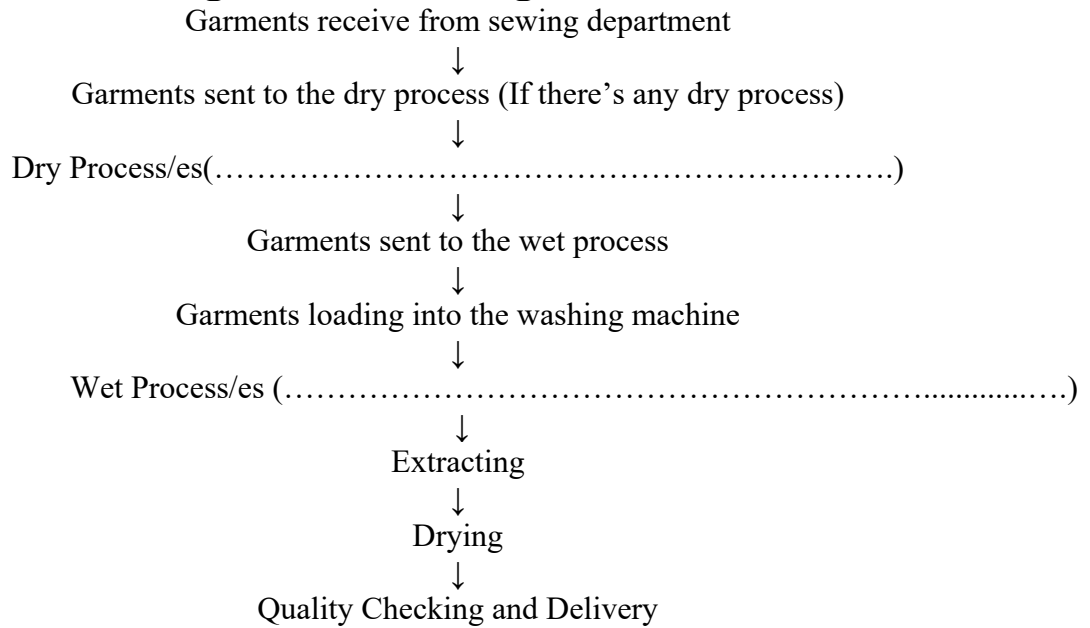 Garments receive from sewing department
↓
Garments sent to the dry process (If there’s any dry process)
↓
Dry Process/es(……………………………………………………….)
↓
Garments sent to the wet process
↓
Garments loading into the washing machine
↓
Wet Process/es (……………………………………………………..............….)
↓
Extracting
↓
Drying
↓
Quality Checking and Delivery